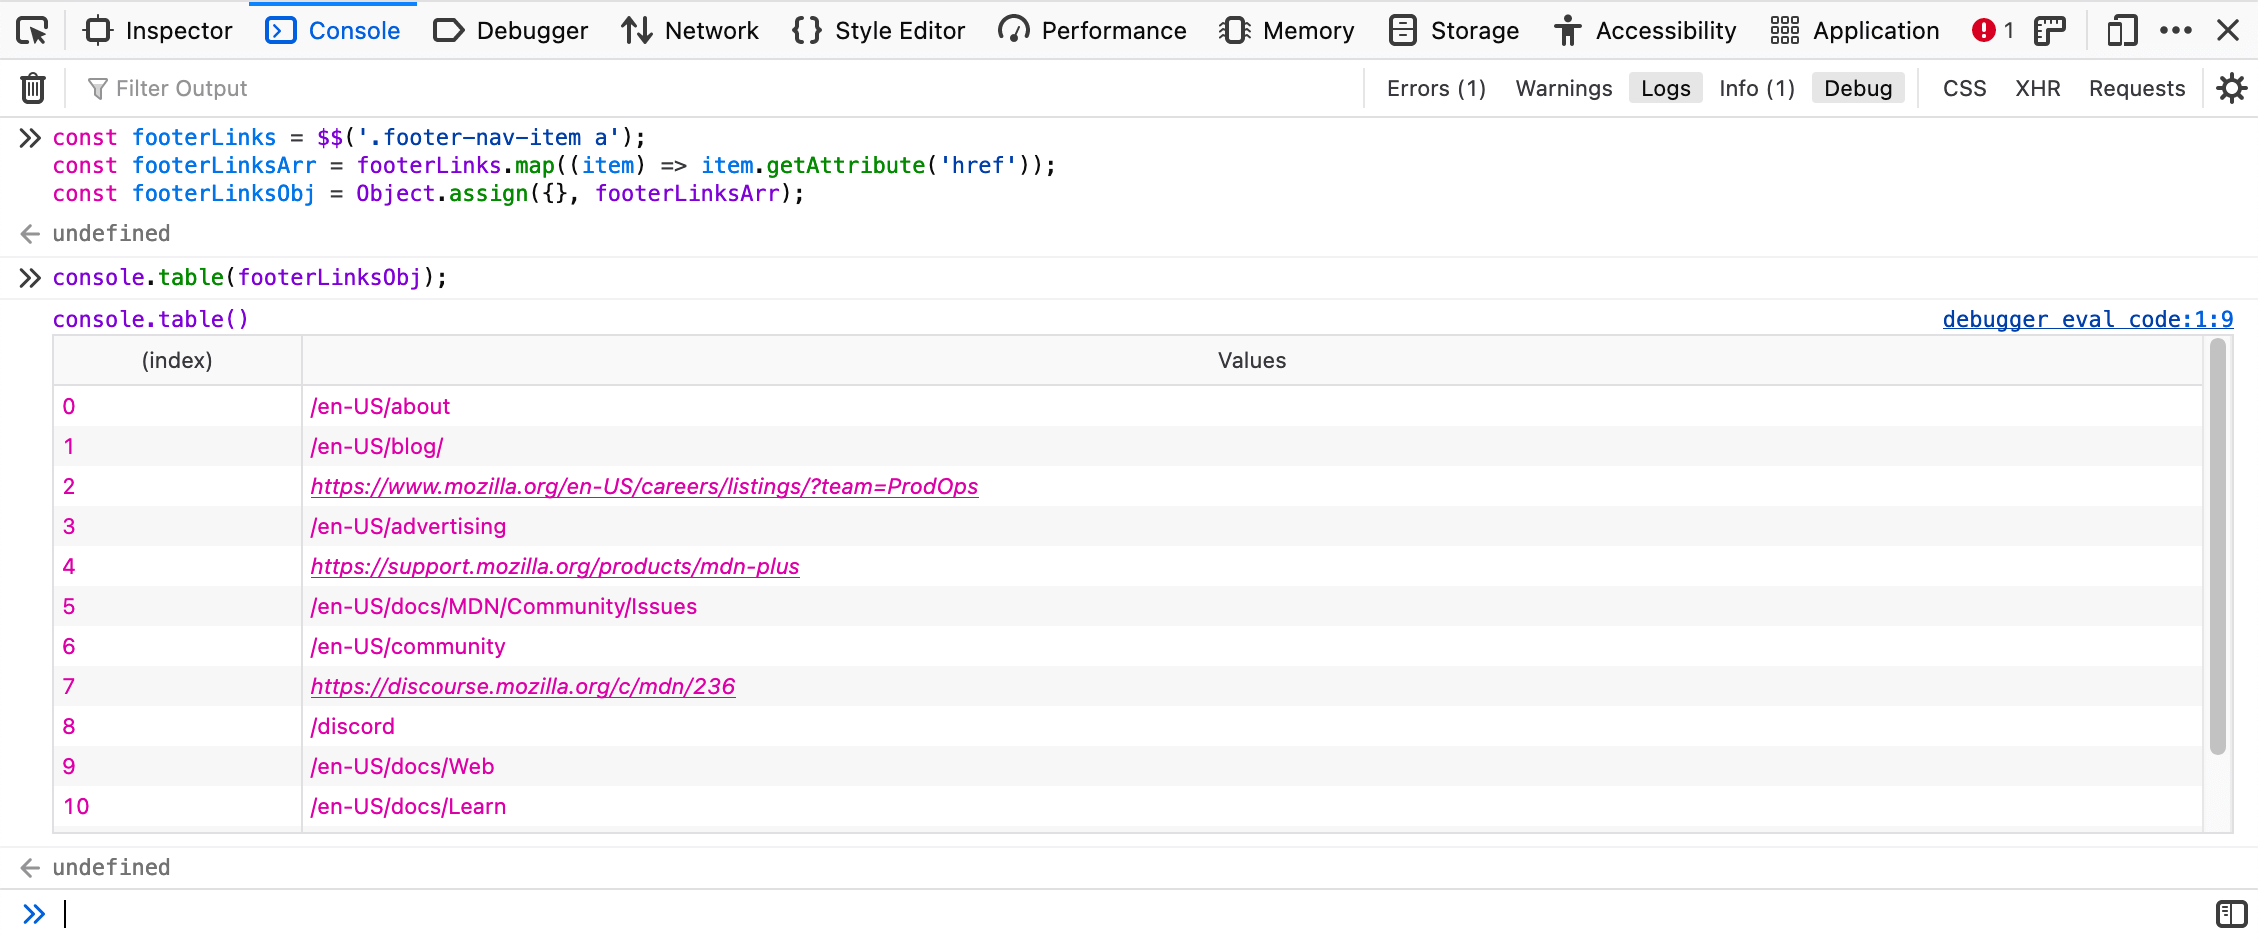 Inspector Console Debugger Network Style Editor Performance Memory Storage Accessibility Application 1
Filter Output Errors (1) Warnings Logs Info (1) Debug CSS XHR Requests
const footerLinks = $$('.footer-nav-item a');
const footerLinksArr = footerLinks.map((item) => item.getAttribute('href'));
const footerLinksObj = Object.assign({}, footerLinksArr);
undefined
console.table(footerLinksObj);
console.table() debugger eval code:1:9
(index) Values
0 /en-US/about
1 /en-US/blog/
2 https://www.mozilla.org/en-US/careers/listings/?team=ProdOps
3 /en-US/advertising
4 https://support.mozilla.org/products/mdn-plus
5 /en-US/docs/MDN/Community/Issues
6 /en-US/community
7 https://discourse.mozilla.org/c/mdn/236
8 /discord
9 /en-US/docs/Web
10 /en-US/docs/Learn
undefined